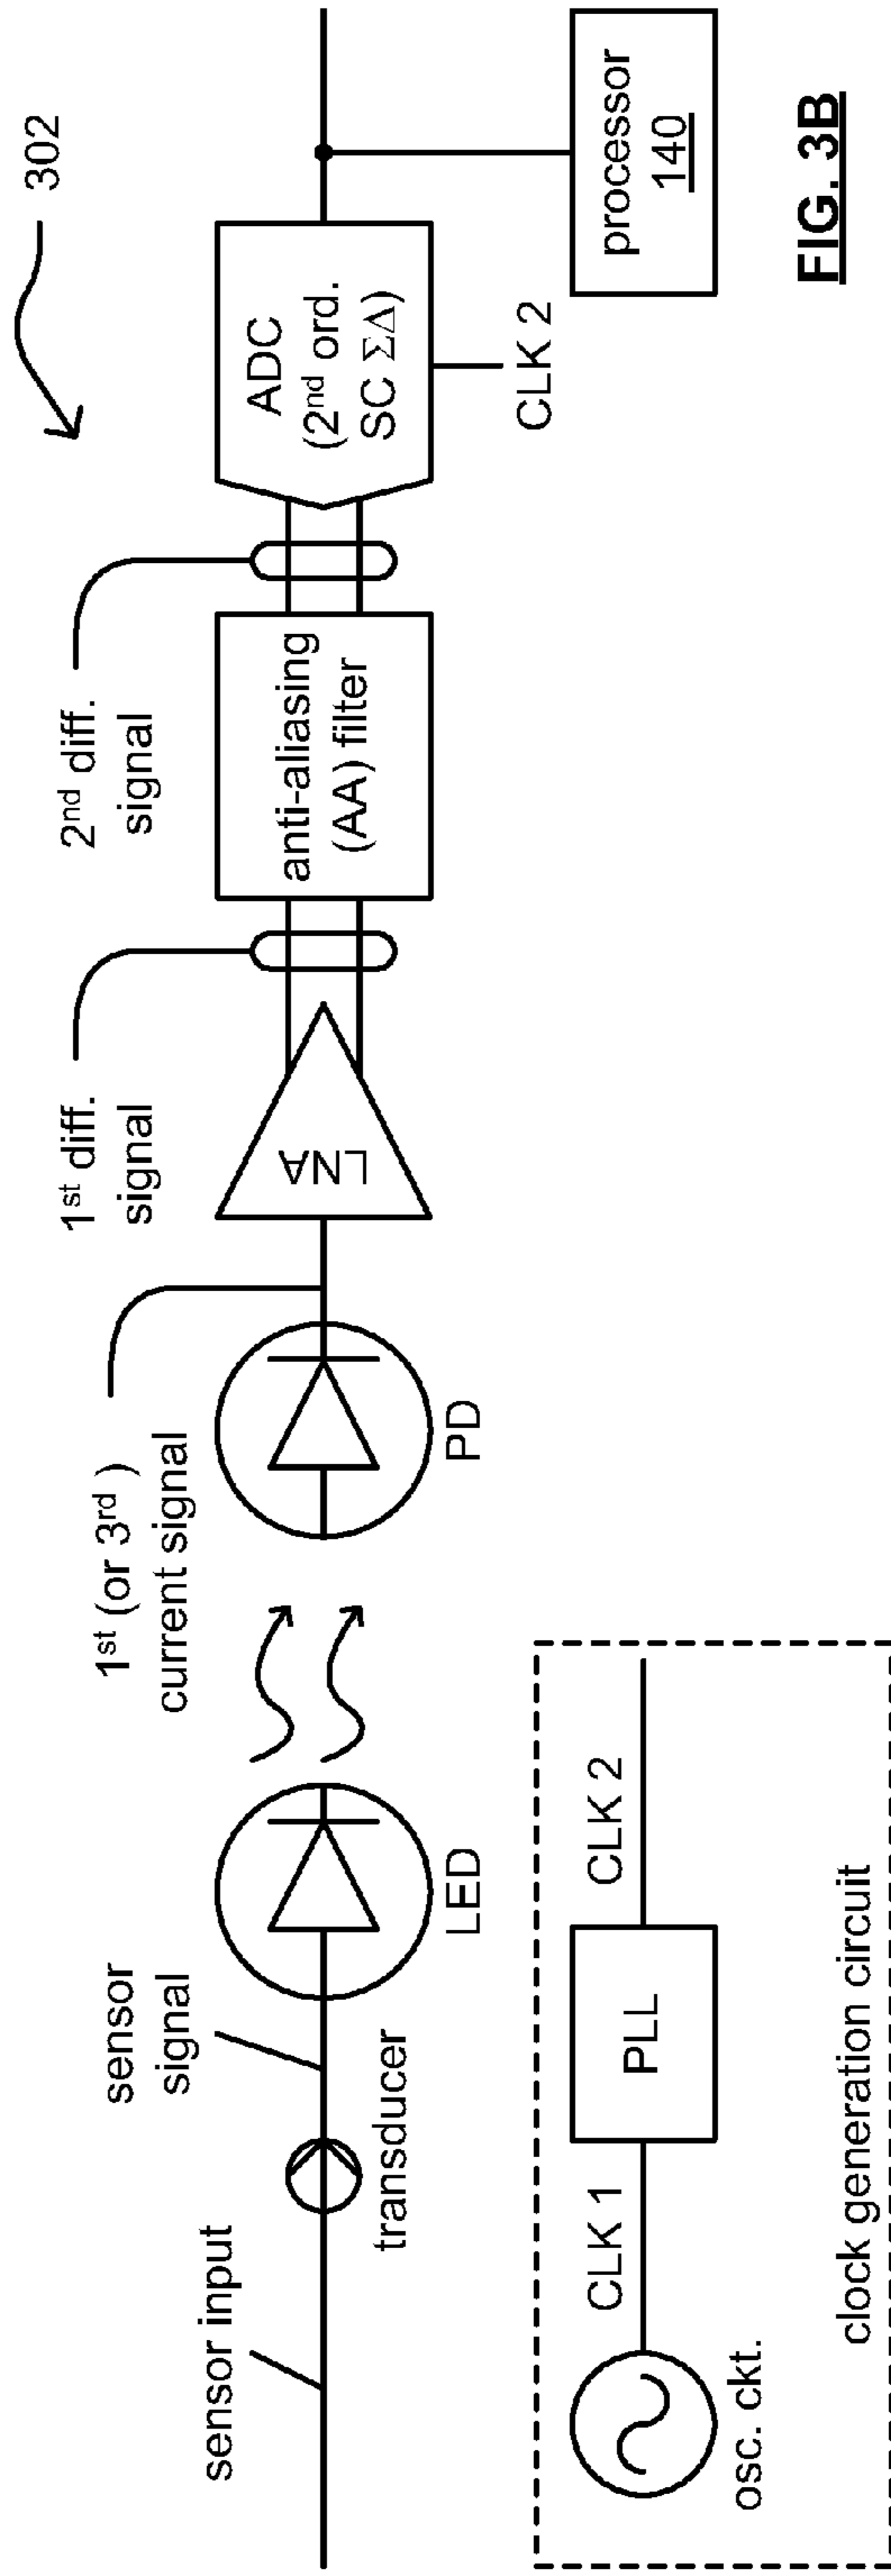 302
sensor input
transducer
sensor
signal
LED
1st (or 3rd )
current signal
PD
LNA
1st diff.
signal
anti-aliasing
(AA) filter
2nd diff.
signal
ADC
(2nd ord.
SC ΣΔ)
CLK 2
processor
140
osc. ckt.
CLK 1
PLL
CLK 2
clock generation circuit
FIG. 3B